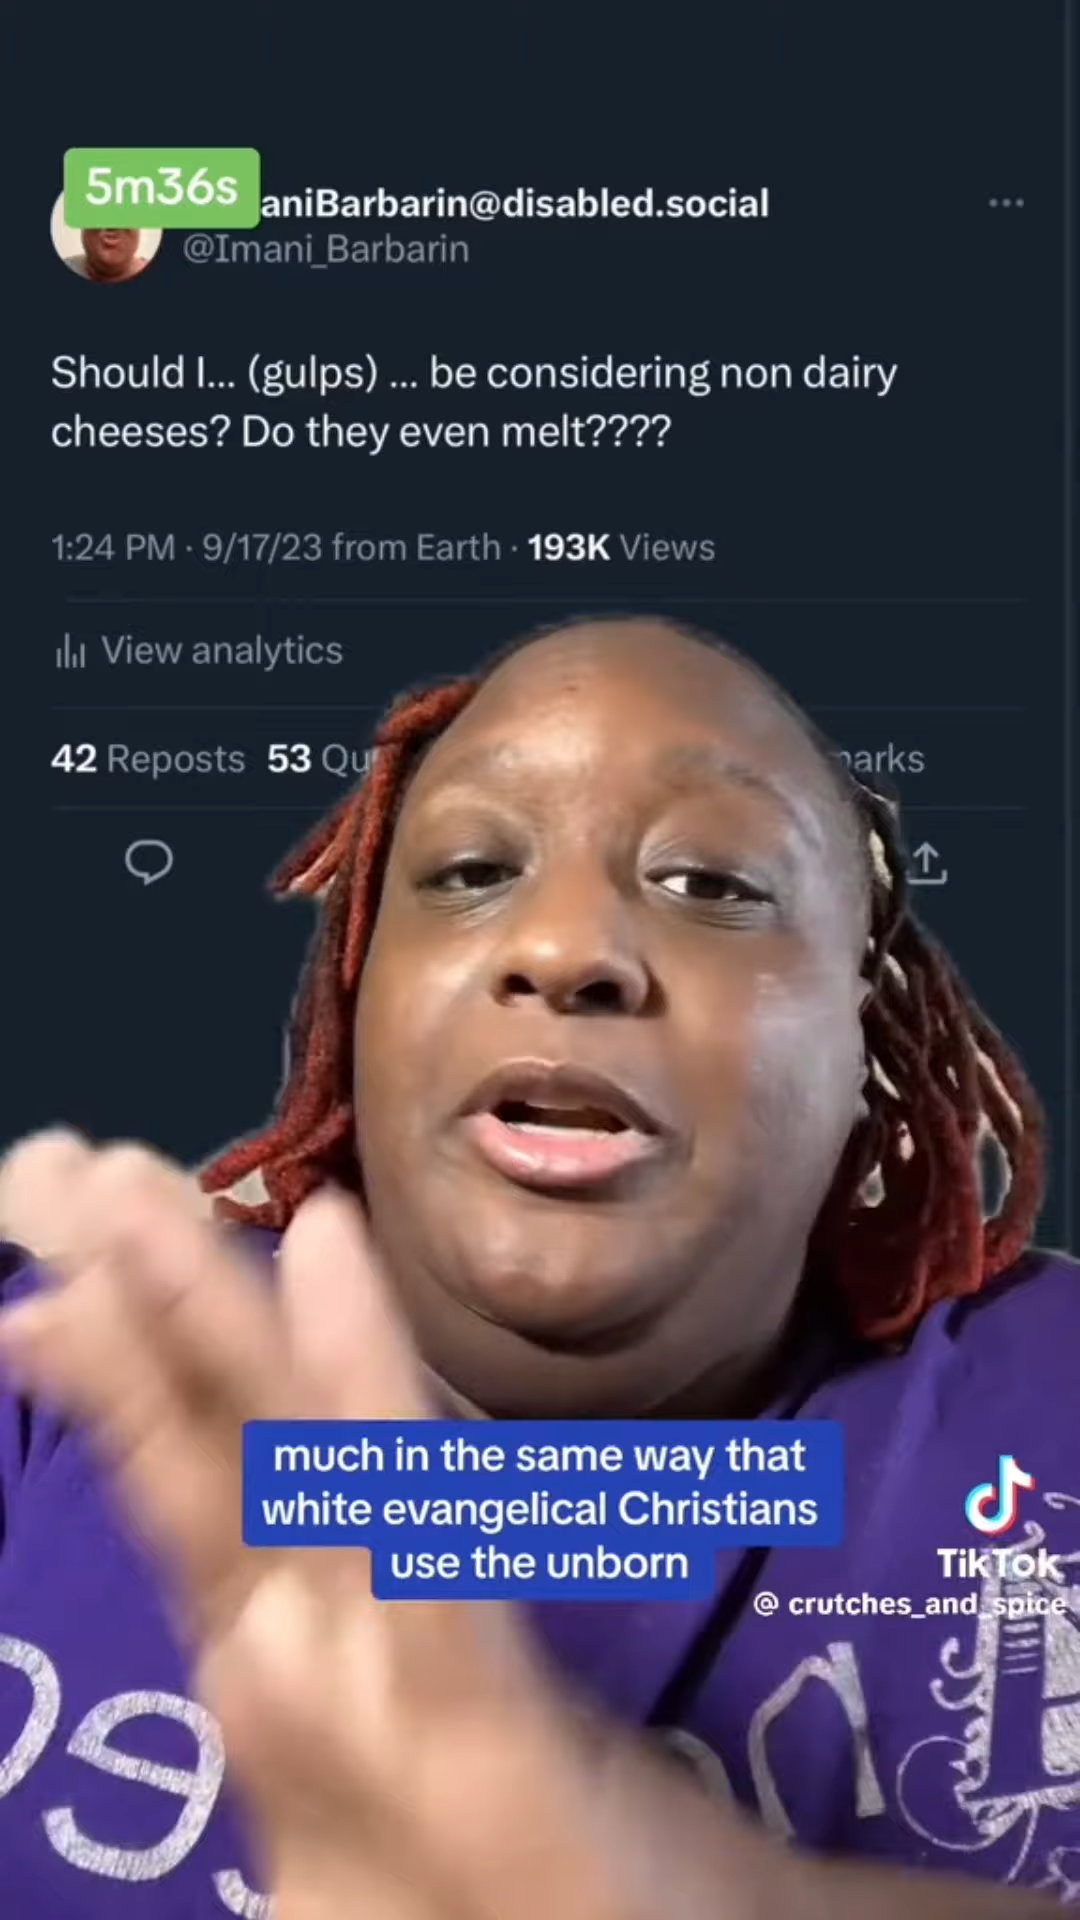 5m36s
aniBarbarin@disabled.social
@Imani_Barbarin
Should I... (gulps) ... be considering non dairy
cheeses? Do they even melt????
1:24 PM · 9/17/23 from Earth · 193K Views
View analytics
42 Reposts 53
much in the same way that
white evangelical Christians
use the unborn
TikTok
@ crutches_and_spice